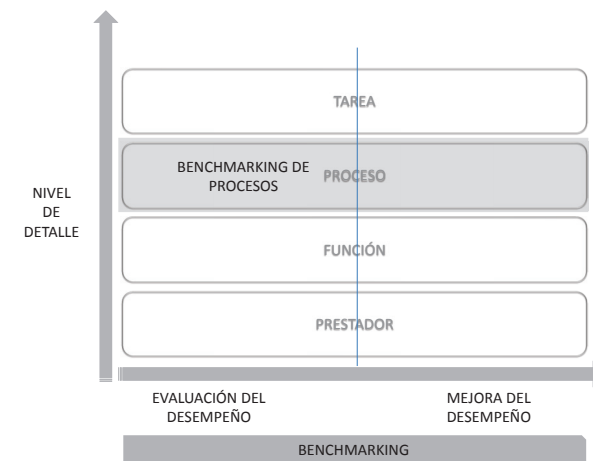 TAREA
BENCHMARKING DE
PROCESOS
PROCESO
NIVEL
DE
DETALLE
FUNCIÓN
PRESTADOR
EVALUACIÓN DEL
DESEMPEÑO
MEJORA DEL
DESEMPEÑO
BENCHMARKING